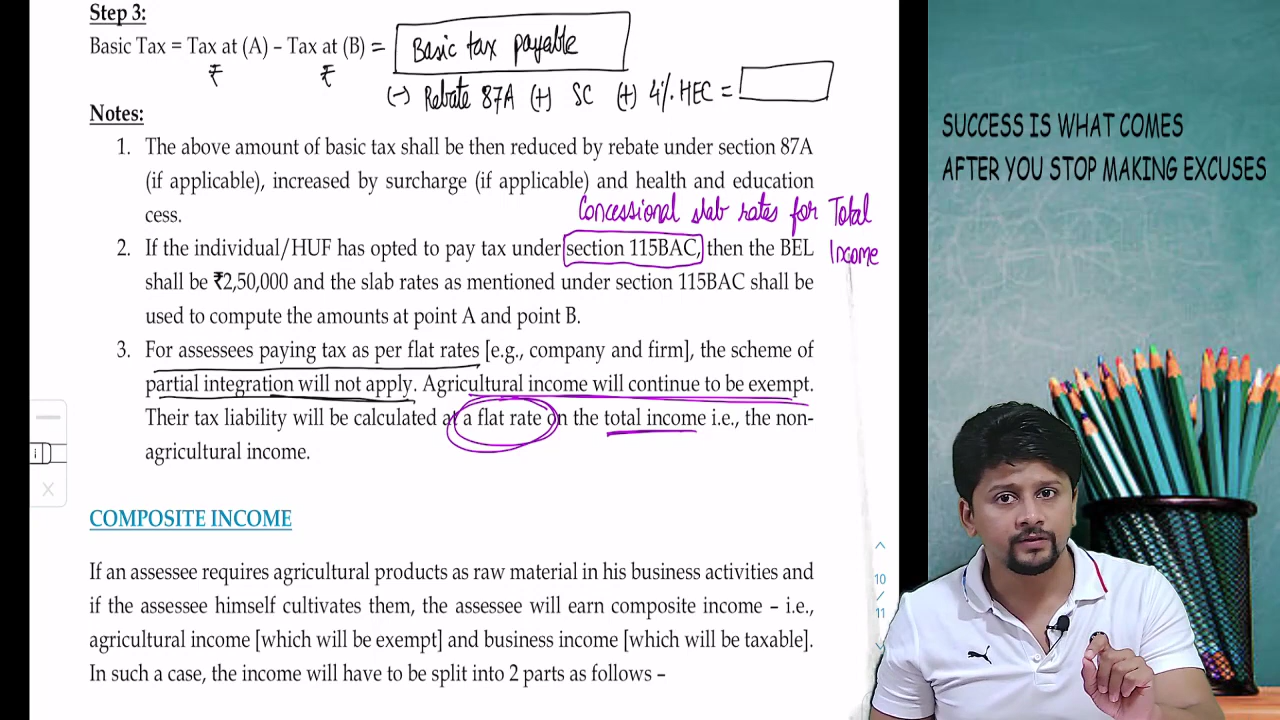 Step 3:
Basic Tax = Tax at (A) – Tax at (B) = Basic tax payable
₹ ₹
(-) Rebate 87A (+) SC (+) 4% HEC =
Notes:
1. The above amount of basic tax shall be then reduced by rebate under section 87A
(if applicable), increased by surcharge (if applicable) and health and education
cess.
Concessional slab rates for Total
Income
2. If the individual/HUF has opted to pay tax under section 115BAC, then the BEL
shall be ₹2,50,000 and the slab rates as mentioned under section 115BAC shall be
used to compute the amounts at point A and point B.
3. For assessees paying tax as per flat rates [e.g., company and firm], the scheme of
partial integration will not apply. Agricultural income will continue to be exempt.
Their tax liability will be calculated at a flat rate on the total income i.e., the non-
agricultural income.
COMPOSITE INCOME
If an assessee requires agricultural products as raw material in his business activities and
if the assessee himself cultivates them, the assessee will earn composite income – i.e.,
agricultural income [which will be exempt] and business income [which will be taxable].
In such a case, the income will have to be split into 2 parts as follows –
10
11
SUCCESS IS WHAT COMES
AFTER YOU STOP MAKING EXCUSES